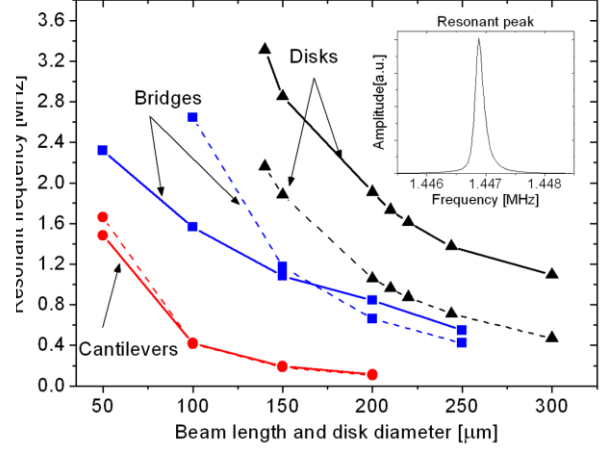 3.6
3.2
2.8
2.4
2.0
1.6
1.2
0.8
0.4
0.0
Resonant frequency [MHz]
Resonant peak
Amplitude[a.u.]
1.446 1.447 1.448
Frequency [MHz]
Disks
Bridges
Cantilevers
50 100 150 200 250 300
Beam length and disk diameter [μm]